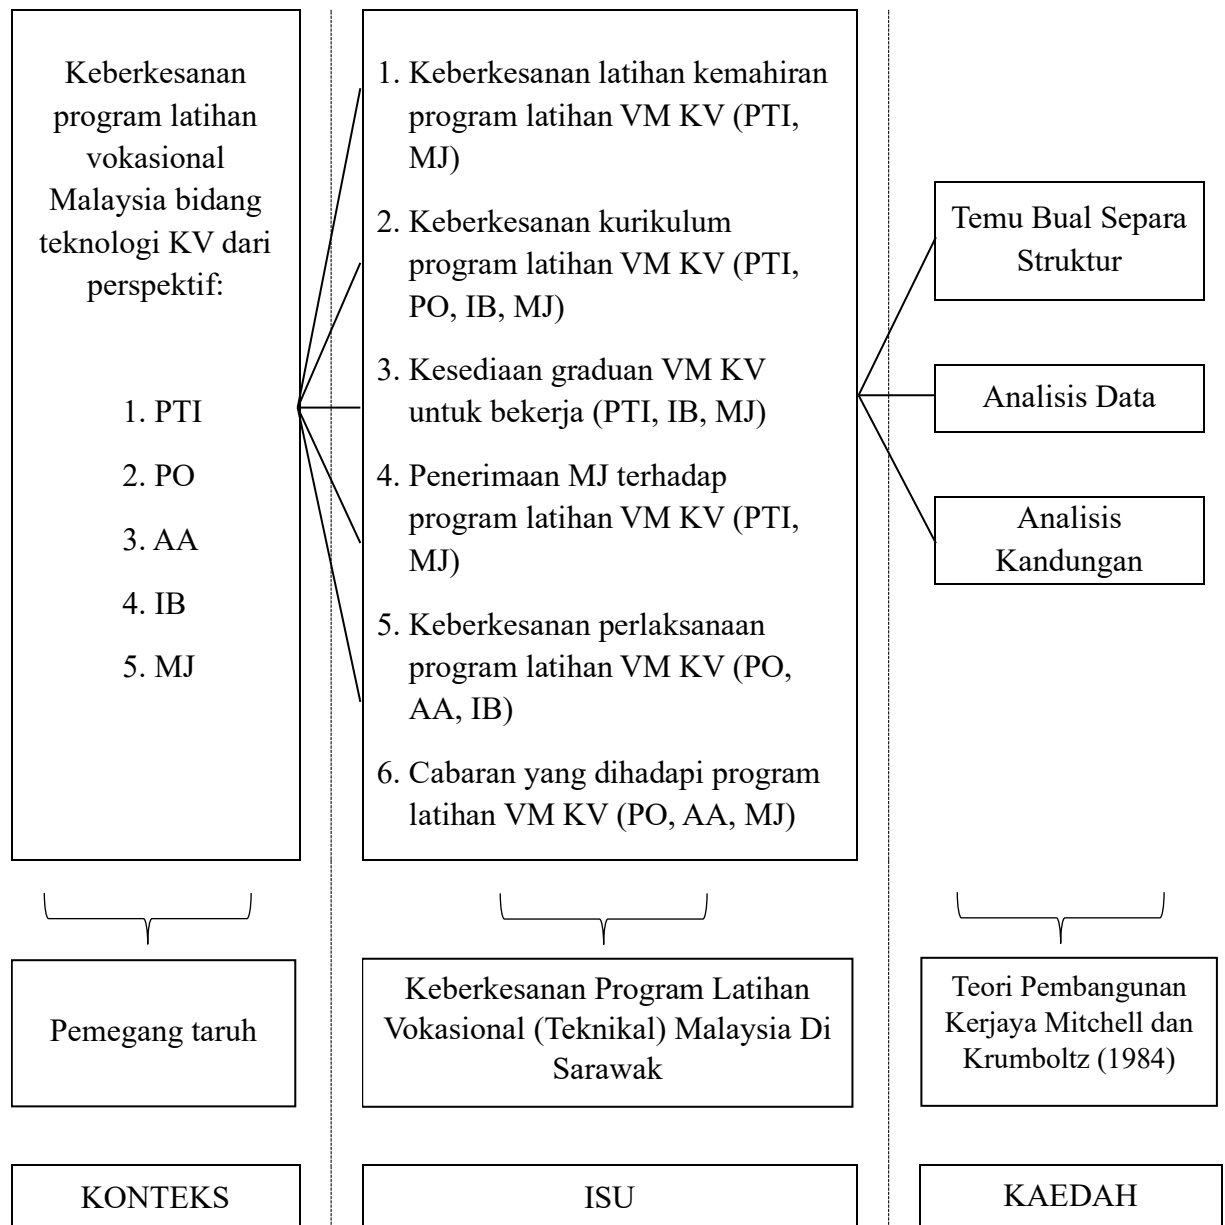 Keberkesanan
program latihan
vokasional
Malaysia bidang
teknologi KV dari
perspektif:
1. PTI
2. PO
3. AA
4. IB
5. MJ
1. Keberkesanan latihan kemahiran
program latihan VM KV (PTI,
MJ)
2. Keberkesanan kurikulum
program latihan VM KV (PTI,
PO, IB, MJ)
3. Kesediaan graduan VM KV
untuk bekerja (PTI, IB, MJ)
4. Penerimaan MJ terhadap
program latihan VM KV (PTI,
MJ)
5. Keberkesanan perlaksanaan
program latihan VM KV (PO,
AA, IB)
6. Cabaran yang dihadapi program
latihan VM KV (PO, AA, MJ)
Temu Bual Separa
Struktur
Analisis Data
Analisis
Kandungan
Pemegang taruh
Keberkesanan Program Latihan
Vokasional (Teknikal) Malaysia Di
Sarawak
Teori Pembangunan
Kerjaya Mitchell dan
Krumboltz (1984)
KONTEKS
ISU
KAEDAH